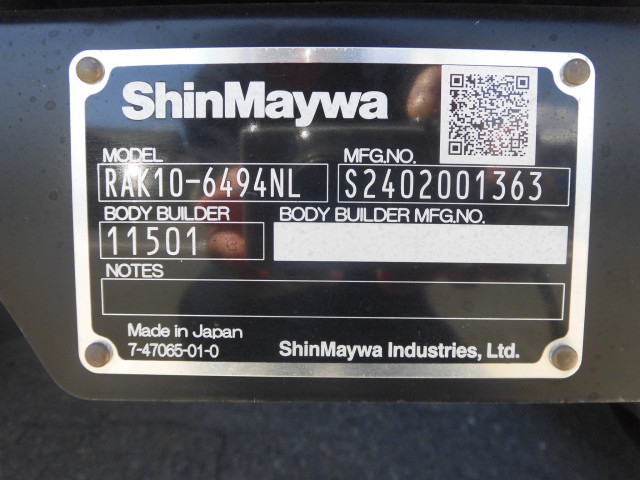 ShinMaywa
MODEL MFG.NO.
RAK10-6494NL S2402001363
BODY BUILDER BODY BUILDER MFG.NO.
11501
NOTES
Made in Japan
7-47065-01-0 ShinMaywa Industries, Ltd.